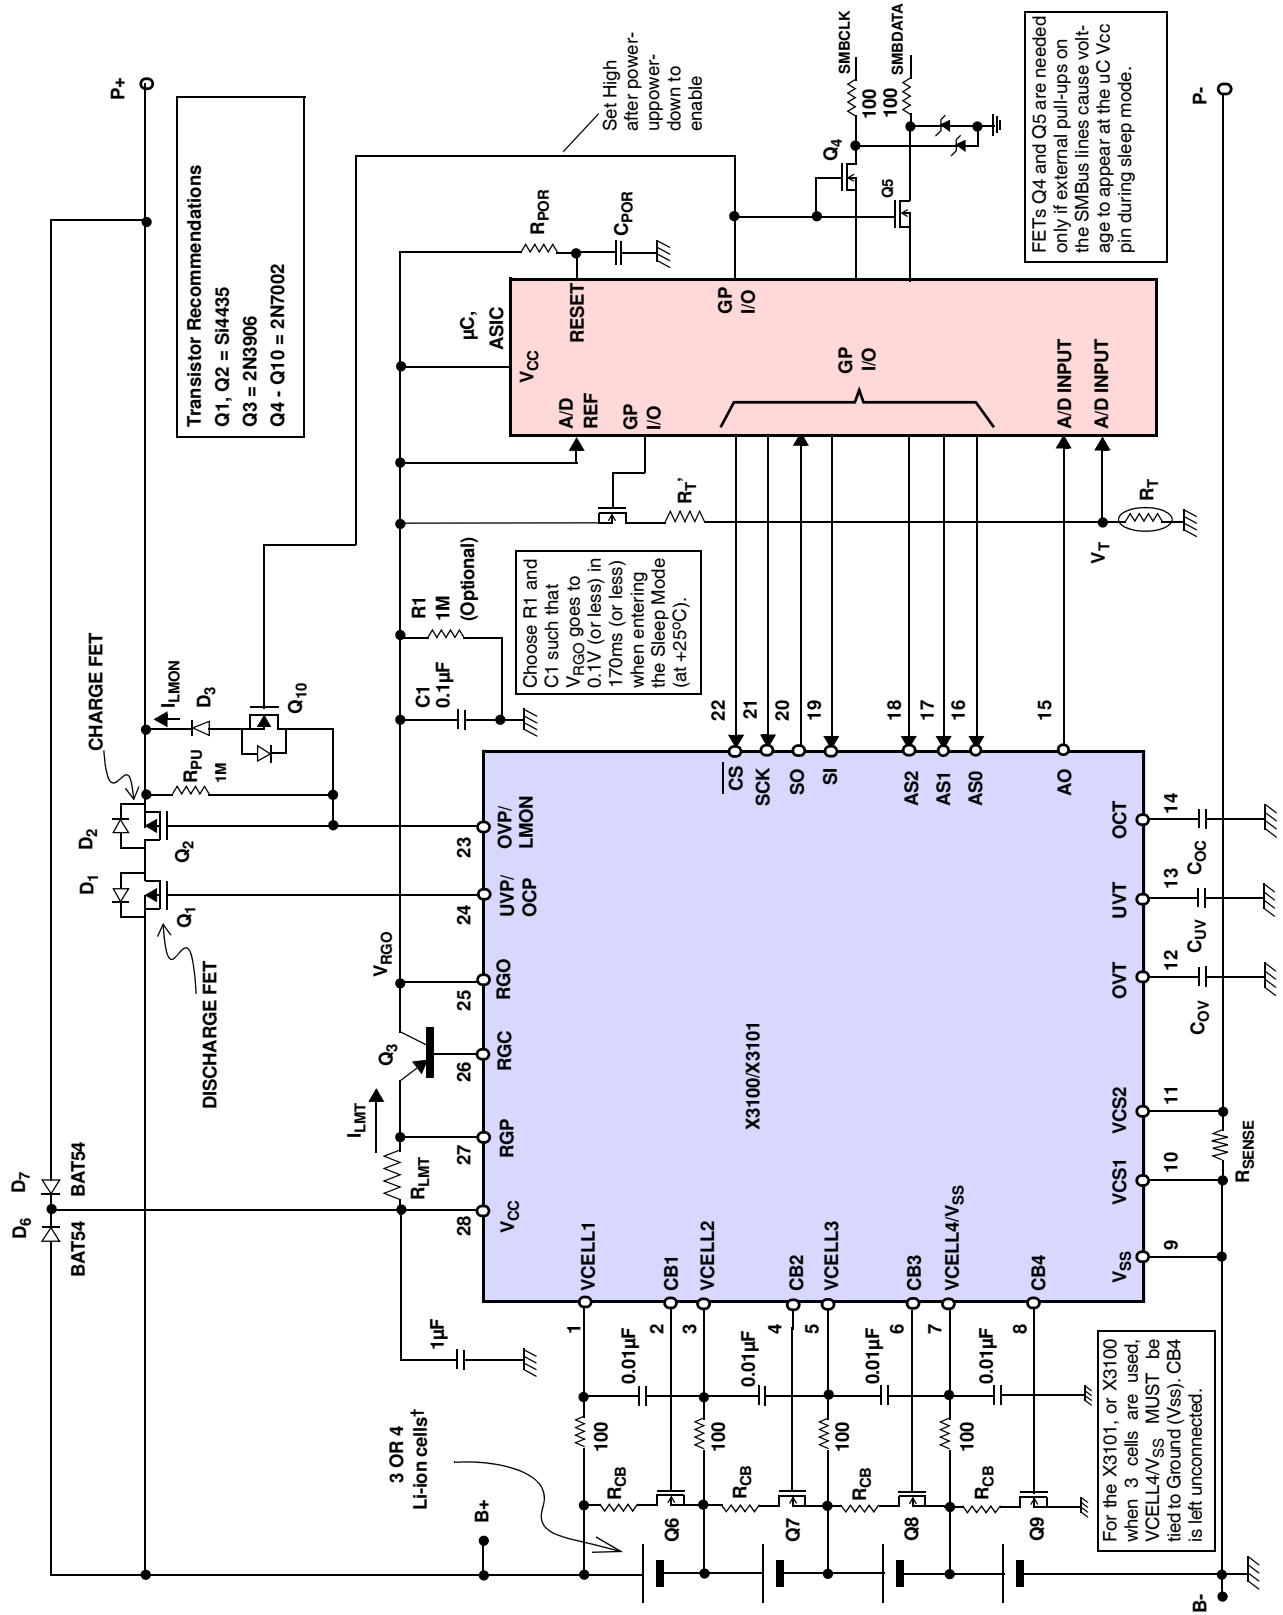 D7
BAT54
D6
BAT54
P+
Transistor Recommendations
Q1, Q2 = Si4435
Q3 = 2N3906
Q4 - Q10 = 2N7002
CHARGE FET
DISCHARGE FET
D1
Q1
D2
Q2
RPU
1M
ILMON
D3
Q10
Set High
after power-
uppower-
down to
enable
B+
3 OR 4
Li-ion cells†
1µF
RLMT
ILMT
Q3
VRGO
C1
0.1µF
R1
1M
(Optional)
Choose R1 and
C1 such that
VRGO goes to
0.1V (or less) in
170ms (or less)
when entering
the Sleep Mode
(at +25ºC).
RPOR
CPOR
µC,
ASIC
VCC
RESET
A/D
REF
GP
I/O
GP
I/O
GP
I/O
A/D INPUT
A/D INPUT
Q4
Q5
100
SMBCLK
100
SMBDATA
FETs Q4 and Q5 are needed
only if external pull-ups on
the SMBus lines cause volt-
age to appear at the uC Vcc
pin during sleep mode.
RT'
VT
RT
28
VCC
27
RGP
26
RGC
25
RGO
24
UVP/
OCP
23
OVP/
LMON
X3100/X3101
CS
22
SCK
21
SO
20
SI
19
AS2
18
AS1
17
AS0
16
AO
15
1
VCELL1
2
CB1
3
VCELL2
4
CB2
5
VCELL3
6
CB3
7
VCELL4/VSS
8
CB4
100
0.01µF
RCB
Q6
100
0.01µF
RCB
Q7
100
0.01µF
RCB
Q8
100
0.01µF
RCB
Q9
VSS
9
VCS1
10
VCS2
11
OVT
12
UVT
13
OCT
14
COV
CUV
COC
RSENSE
For the X3101, or X3100
when 3 cells are used,
VCELL4/VSS MUST be
tied to Ground (Vss). CB4
is left unconnected.
B-
P-